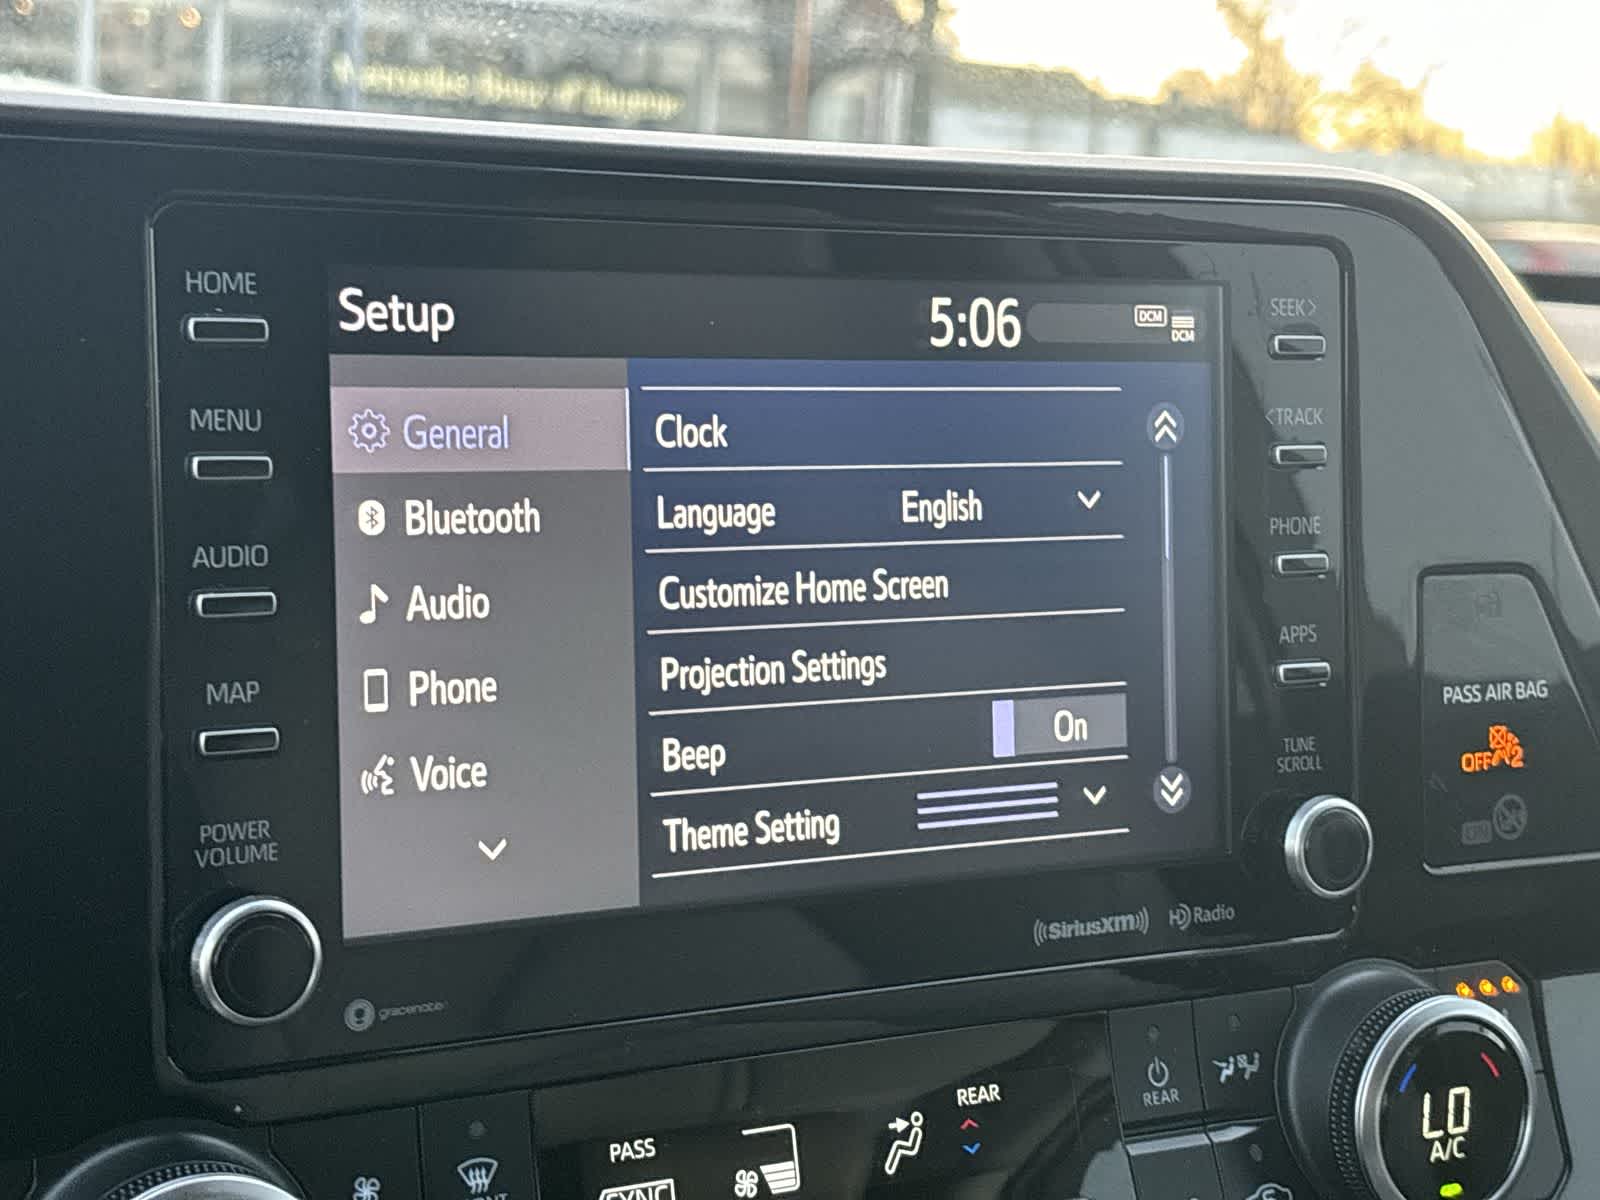 HOME
MENU
AUDIO
MAP
POWER
VOLUME
Setup
5:06
DCM
DCM
General
Bluetooth
Audio
Phone
Voice
Clock
Language English
Customize Home Screen
Projection Settings
Beep On
Theme Setting
SEEK >
< TRACK
PHONE
APPS
TUNE
SCROLL
PASS AIR BAG
OFF 2
gracenote
SiriusXM
HD Radio
PASS
SYNC
REAR
REAR
LO
A/C